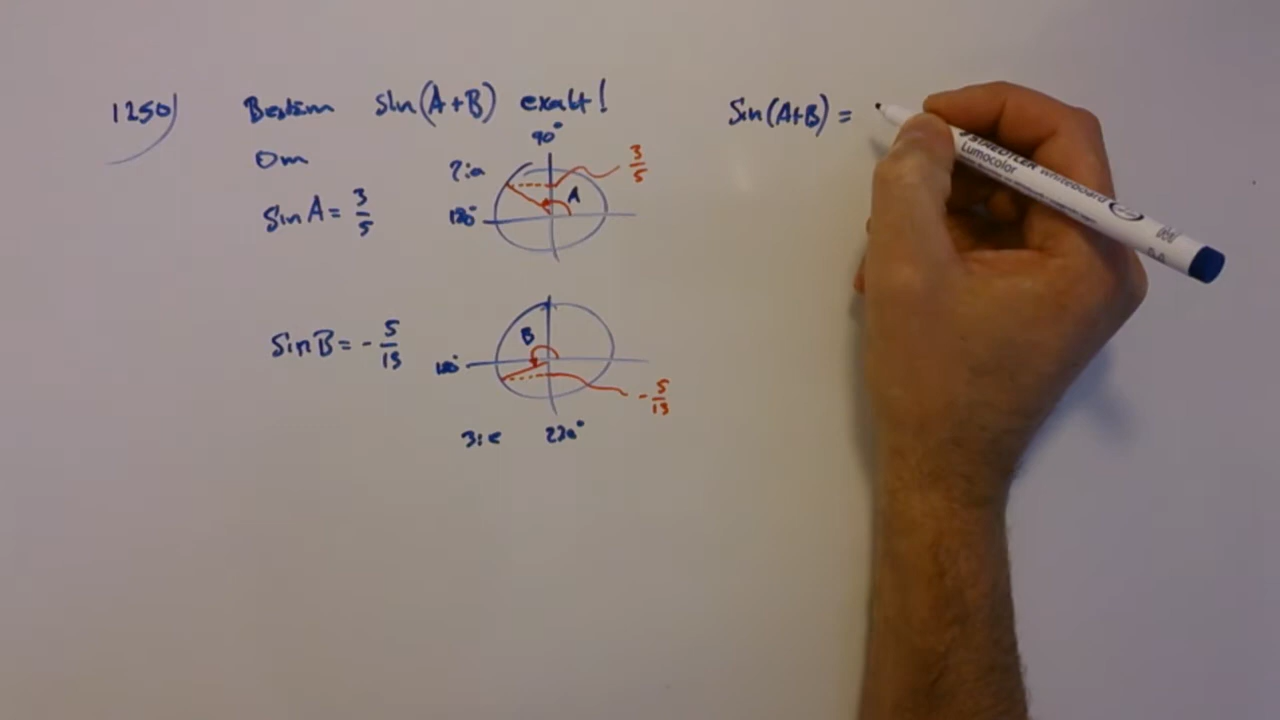 1250) Bestäm sin(A+B) exakt!
Om
90°
3/5
A
180°
sin A = 3/5
sin B = - 5/13
B
180°
- 5/13
3:e
270°
Sin(A+B) =
STAEDTLER whiteboard
Lumocolor